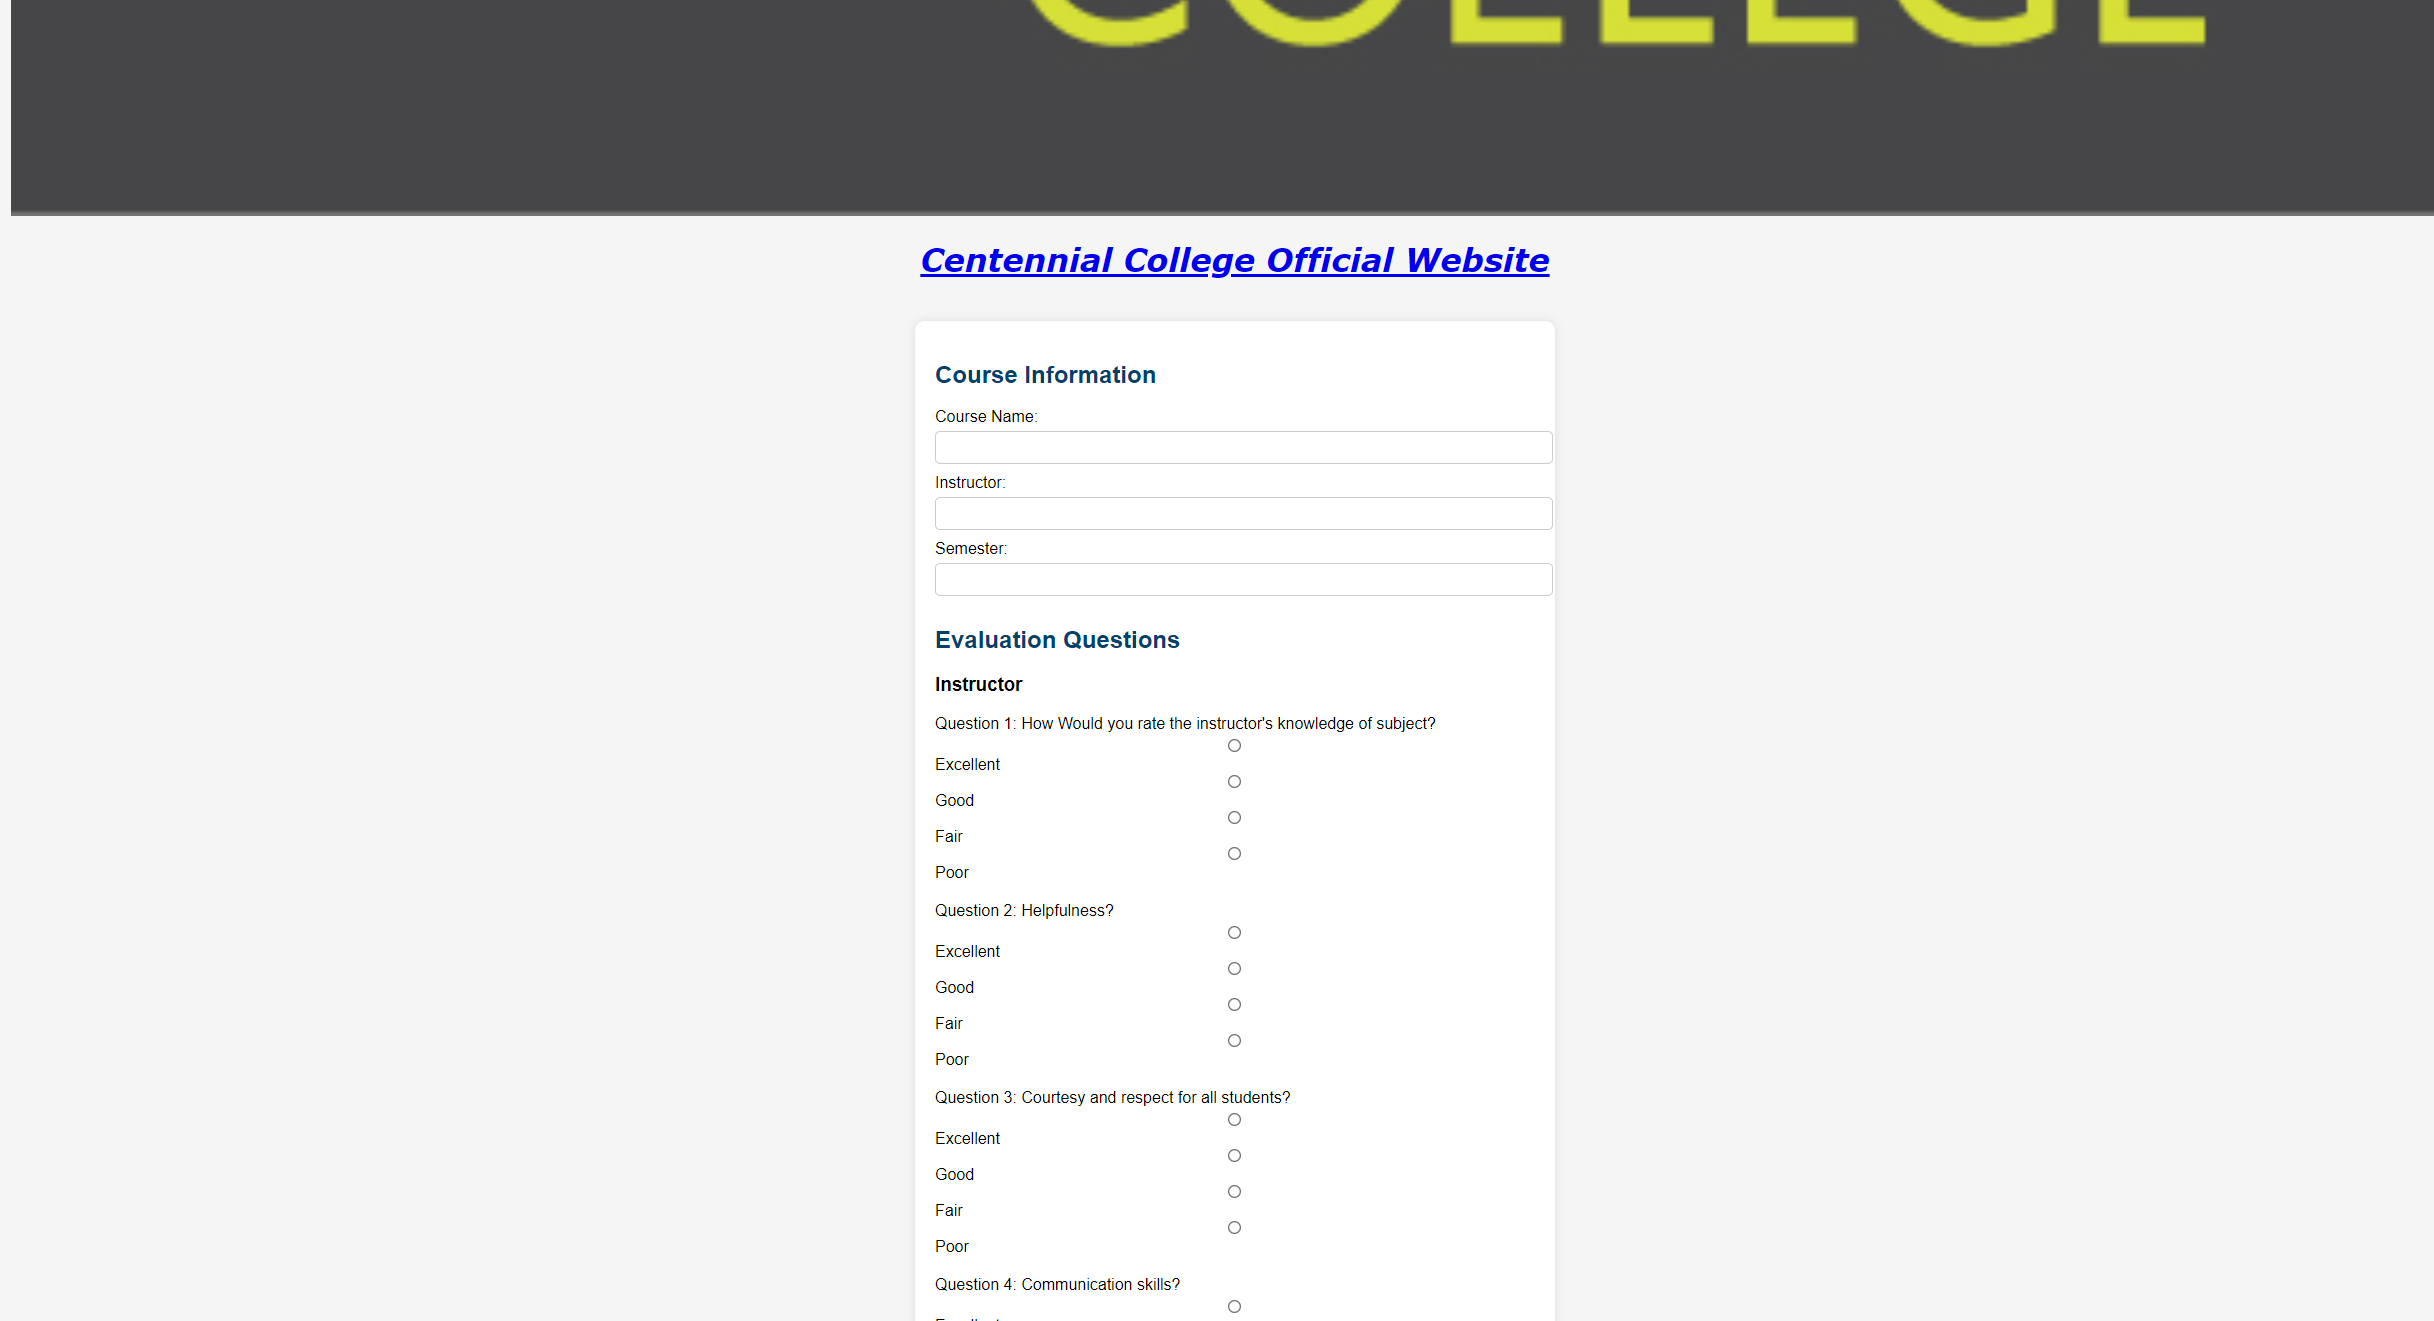 COLLEGE
Centennial College Official Website
Course Information
Course Name:
Instructor:
Semester:
Evaluation Questions
Instructor
Question 1: How Would you rate the instructor's knowledge of subject?
Excellent
Good
Fair
Poor
Question 2: Helpfulness?
Excellent
Good
Fair
Poor
Question 3: Courtesy and respect for all students?
Excellent
Good
Fair
Poor
Question 4: Communication skills?